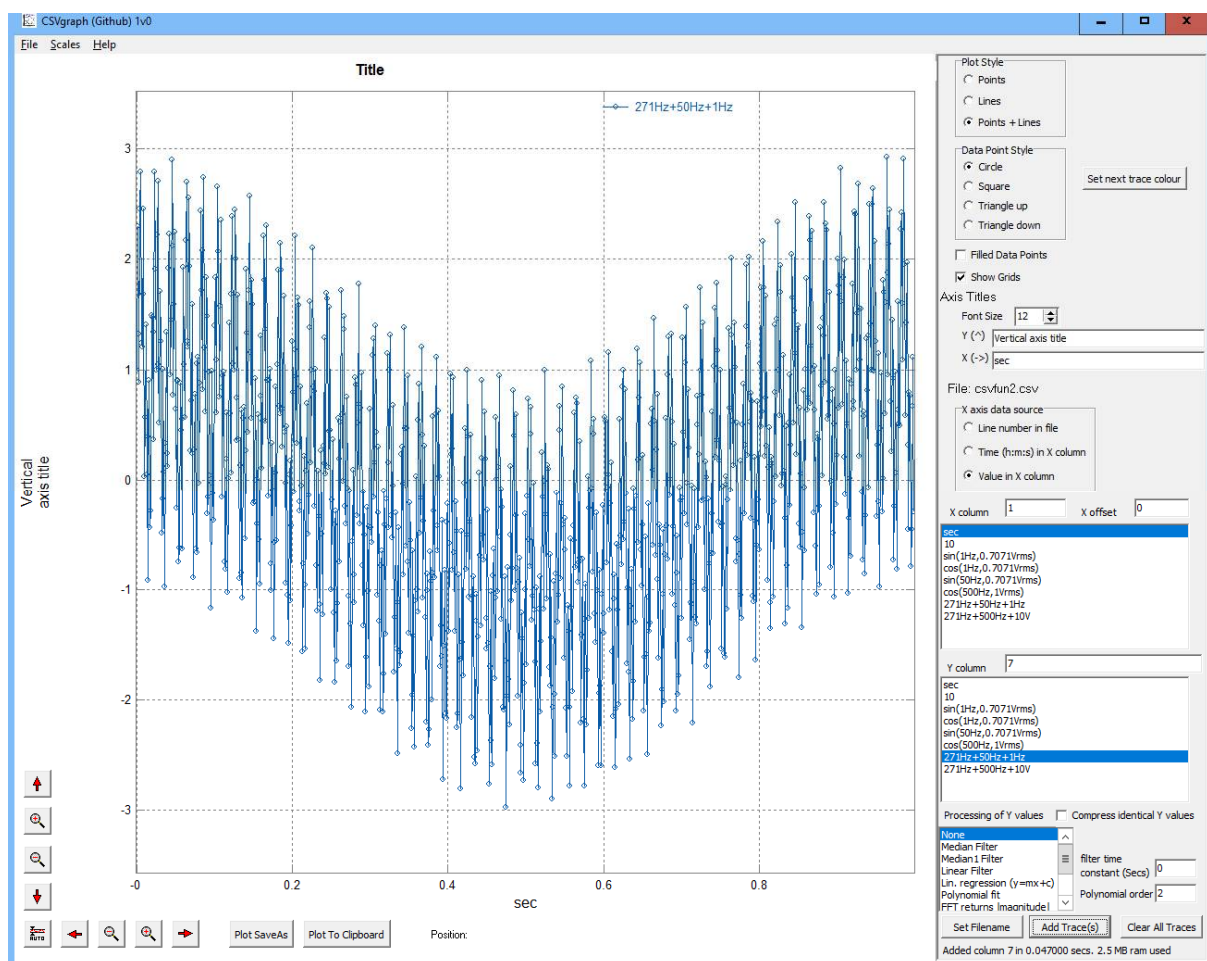 CSVgraph (Github) 1v0
File Scales Help
Title
271Hz+50Hz+1Hz
3
2
1
0
-1
-2
-3
-0
0.2
0.4
0.6
0.8
sec
Vertical
axis title
AUTO
Plot SaveAs
Plot To Clipboard
Position:
Plot Style
Points
Lines
Points + Lines
Data Point Style
Circle
Square
Triangle up
Triangle down
Set next trace colour
Filled Data Points
Show Grids
Axis Titles
Font Size 12
Y (^) Vertical axis title
X (->) sec
File: csvfun2.csv
X axis data source
Line number in file
Time (h:m:s) in X column
Value in X column
X column 1 X offset 0
sec
10
sin(1Hz,0.7071Vrms)
cos(1Hz,0.7071Vrms)
sin(50Hz,0.7071Vrms)
cos(500Hz,1Vrms)
271Hz+50Hz+1Hz
271Hz+500Hz+10V
Y column 7
sec
10
sin(1Hz,0.7071Vrms)
cos(1Hz,0.7071Vrms)
sin(50Hz,0.7071Vrms)
cos(500Hz,1Vrms)
271Hz+50Hz+1Hz
271Hz+500Hz+10V
Processing of Y values Compress identical Y values
None
Median Filter
Median1 Filter
Linear Filter
Lin. regression (y=mx+c)
Polynomial fit
FFT returns |magnitude|
filter time
constant (Secs) 0
Polynomial order 2
Set Filename
Add Trace(s)
Clear All Traces
Added column 7 in 0.047000 secs. 2.5 MB ram used